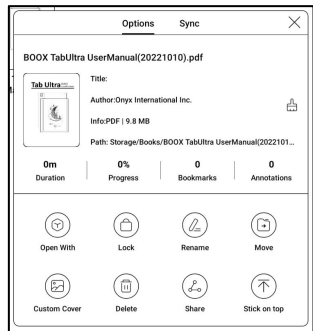 Options Sync
BOOX TabUltra UserManual(20221010).pdf
Tab Ultra
Title:
Author:Onyx International Inc.
Info:PDF | 9.8 MB
Path: Storage/Books/BOOX TabUltra UserManual(2022101...
0m 0% 0 0
Duration Progress Bookmarks Annotations
Open With Lock Rename Move
Custom Cover Delete Share Stick on top